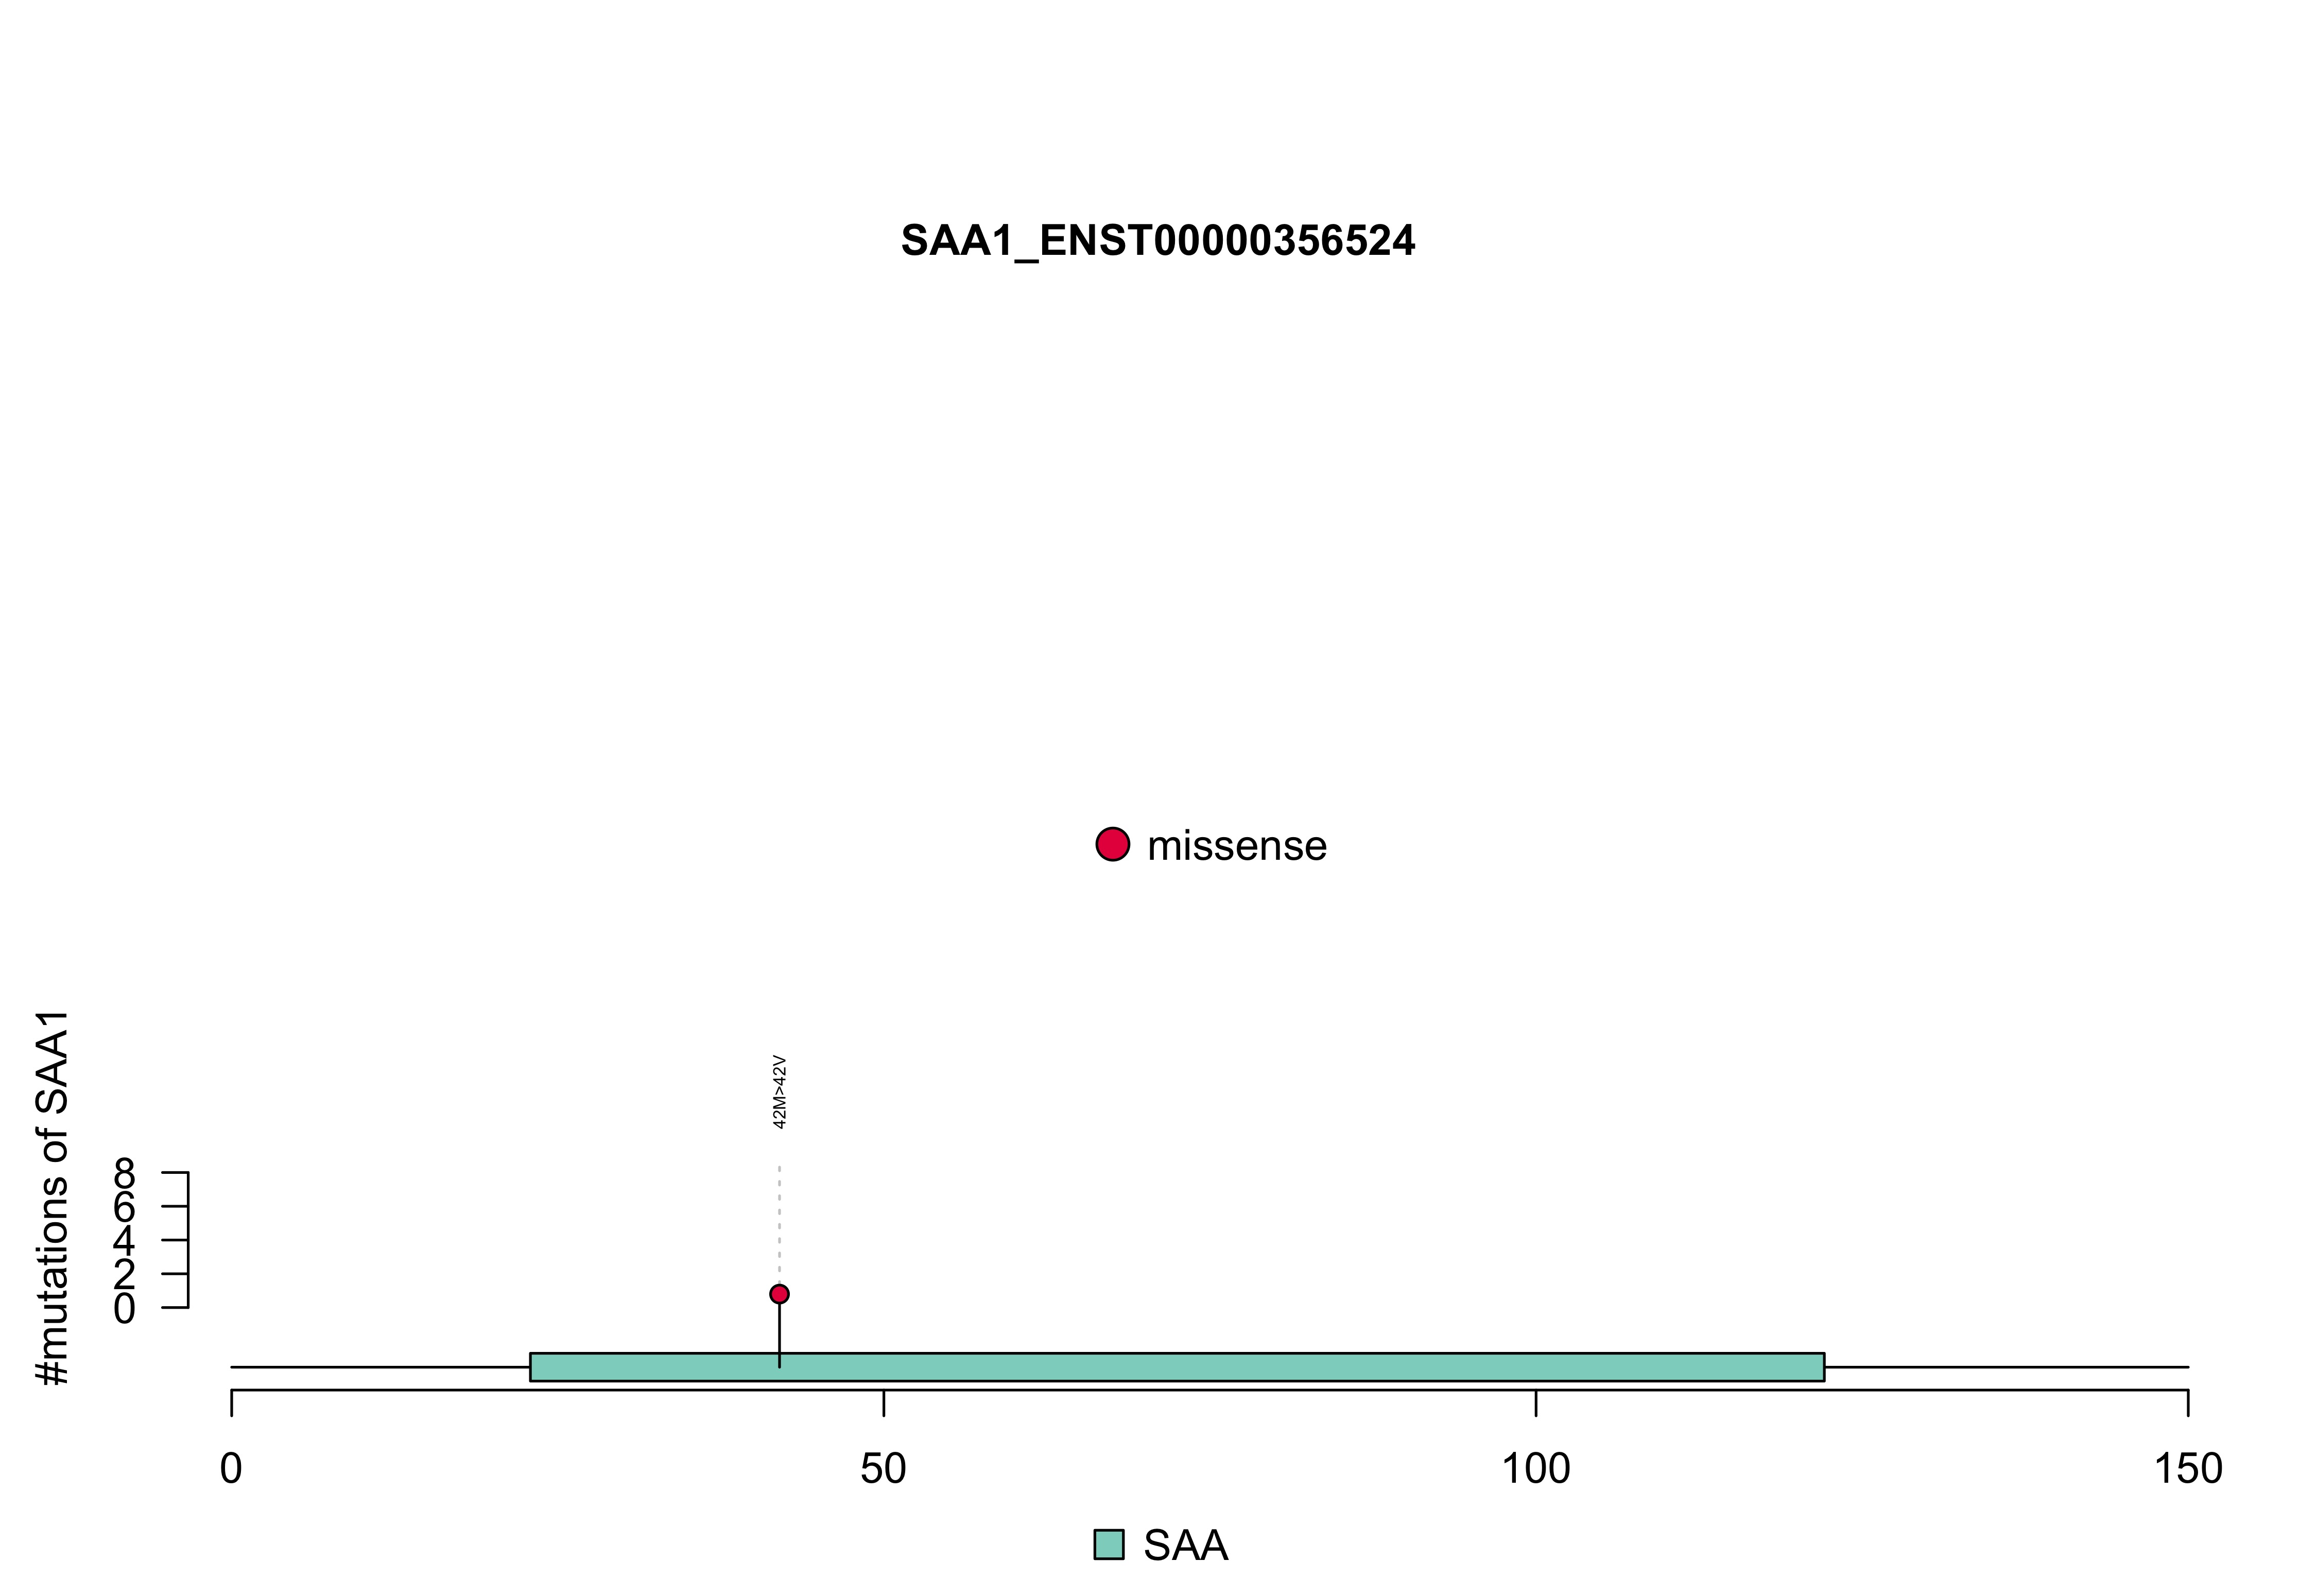 SAA1_ENST00000356524
missense
#mutations of SAA1
42M>42V
8
6
4
2
0
0
50
100
150
SAA